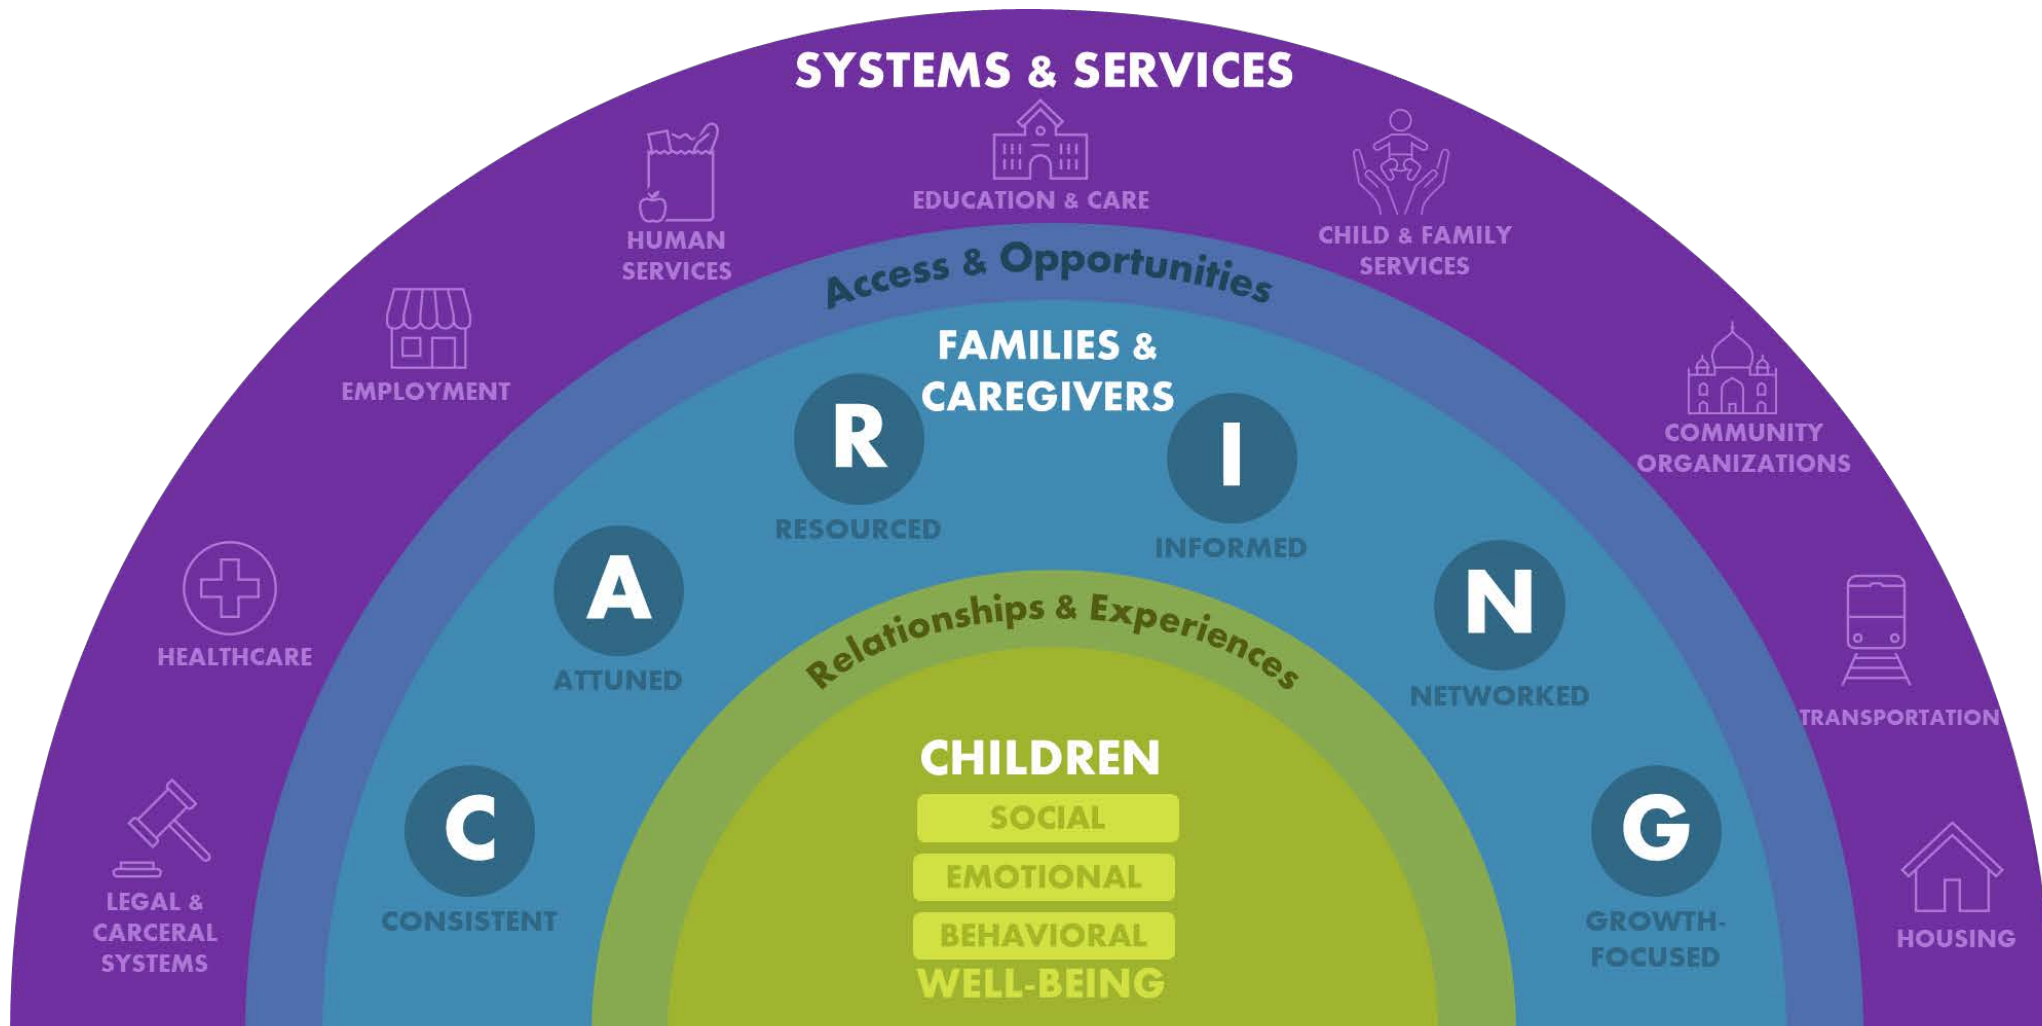 SYSTEMS & SERVICES
EDUCATION & CARE
HUMAN
SERVICES
CHILD & FAMILY
SERVICES
EMPLOYMENT
COMMUNITY
ORGANIZATIONS
HEALTHCARE
TRANSPORTATION
LEGAL &
CARCERAL
SYSTEMS
HOUSING
Access & Opportunities
FAMILIES &
CAREGIVERS
C
CONSISTENT
A
ATTUNED
R
RESOURCED
I
INFORMED
N
NETWORKED
G
GROWTH-
FOCUSED
Relationships & Experiences
CHILDREN
SOCIAL
EMOTIONAL
BEHAVIORAL
WELL-BEING